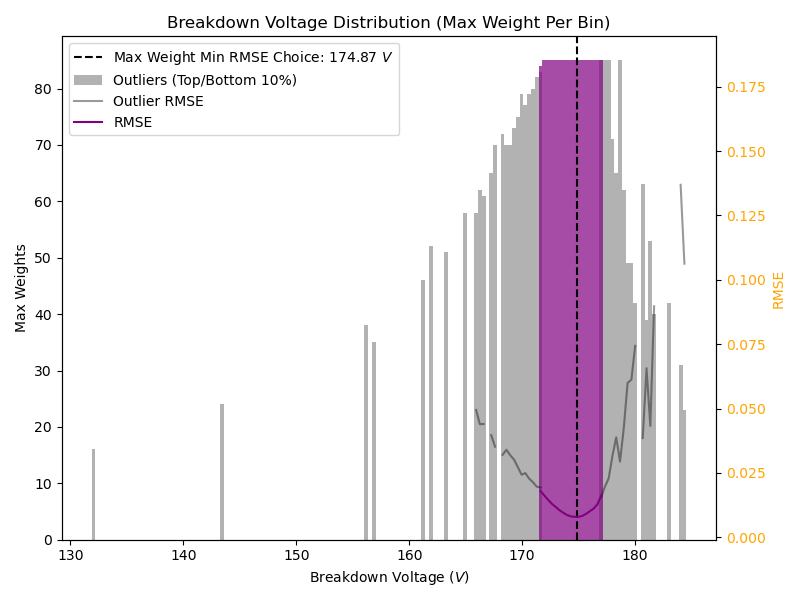 Breakdown Voltage Distribution (Max Weight Per Bin)
Max Weight Min RMSE Choice: 174.87 V
Outliers (Top/Bottom 10%)
Outlier RMSE
RMSE
Max Weights
80
70
60
50
40
30
20
10
0
130 140 150 160 170 180
Breakdown Voltage (V)
0.175
0.150
0.125
0.100
0.075
0.050
0.025
0.000
RMSE